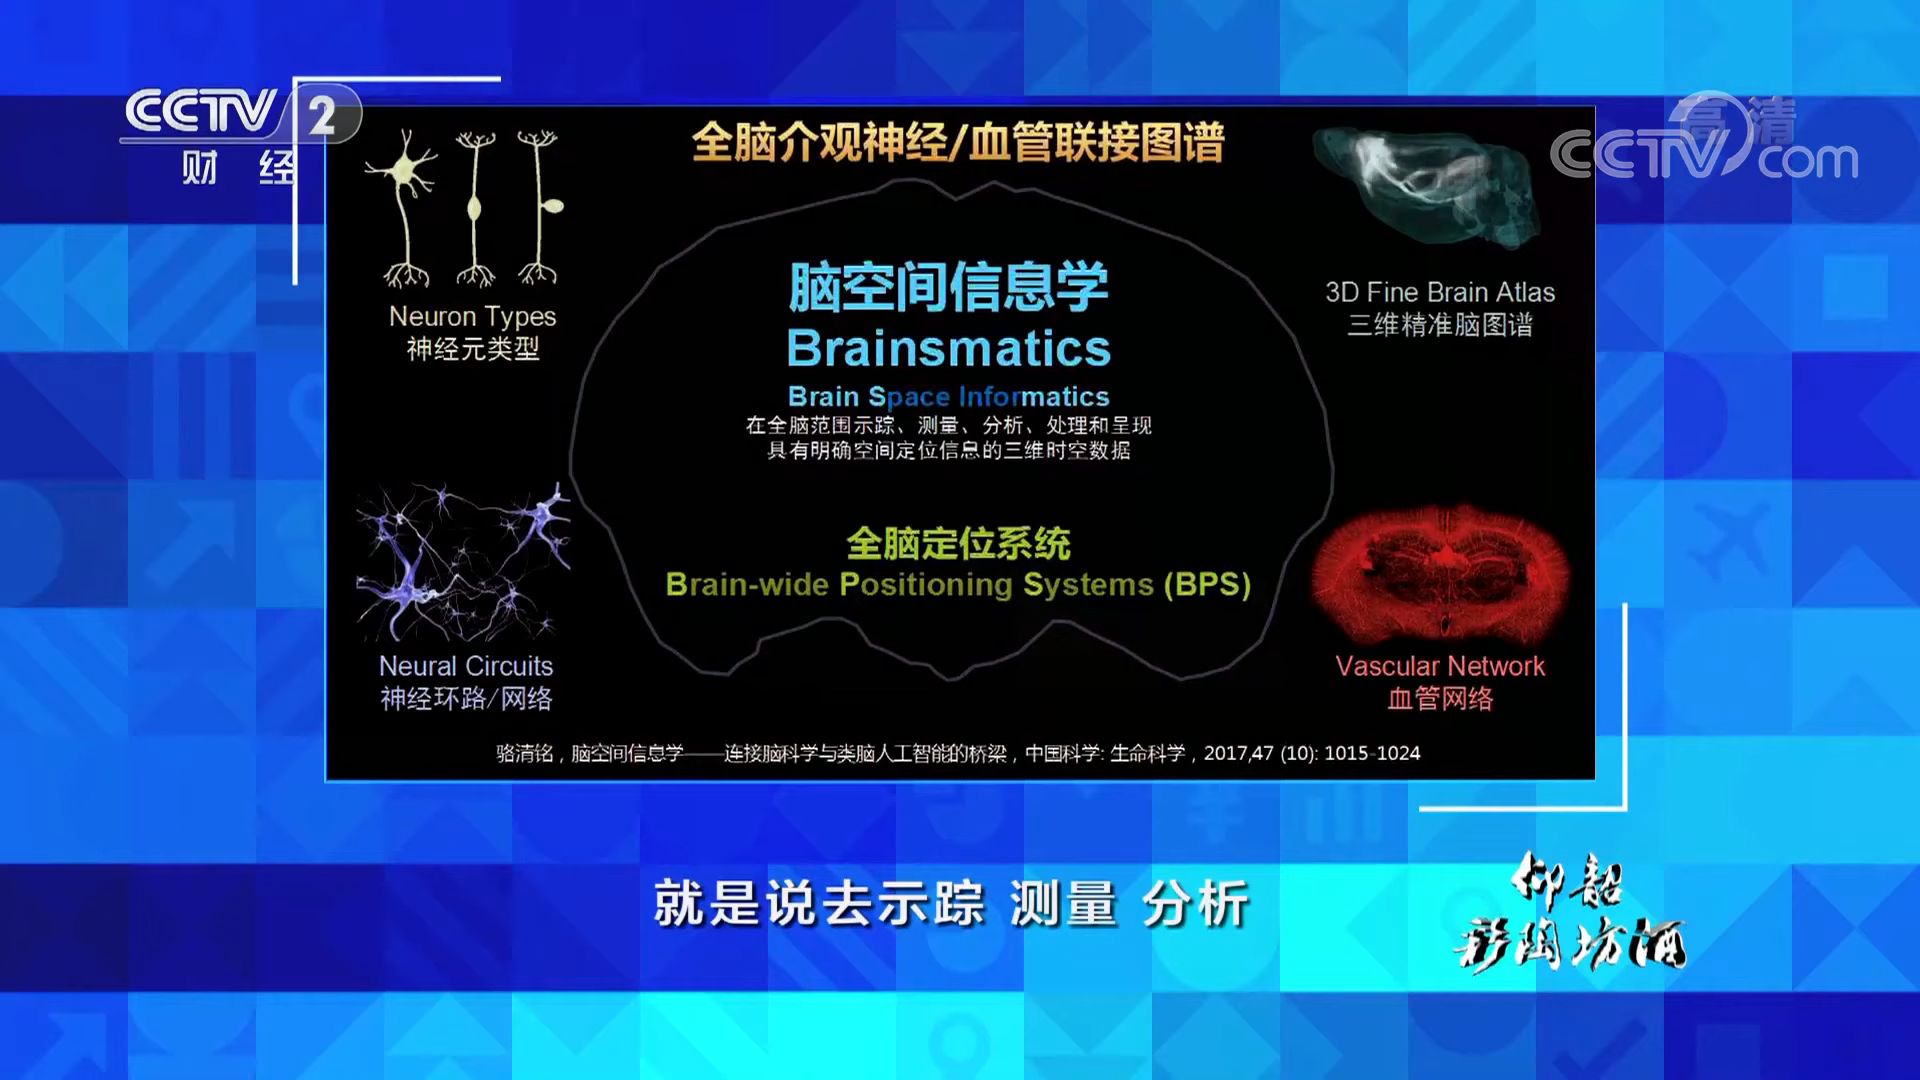 CCTV 2
财 经
高清
CCTV.com
全脑介观神经/血管联接图谱
Neuron Types
神经元类型
3D Fine Brain Atlas
三维精准脑图谱
脑空间信息学
Brainsmatics
Brain Space Informatics
在全脑范围示踪、测量、分析、处理和呈现
具有明确空间定位信息的三维时空数据
全脑定位系统
Brain-wide Positioning Systems (BPS)
Neural Circuits
神经环路/网络
Vascular Network
血管网络
骆清铭，脑空间信息学——连接脑科学与类脑人工智能的桥梁，中国科学: 生命科学，2017,47 (10): 1015-1024
就是说去示踪 测量 分析
仰韶
彩陶坊酒